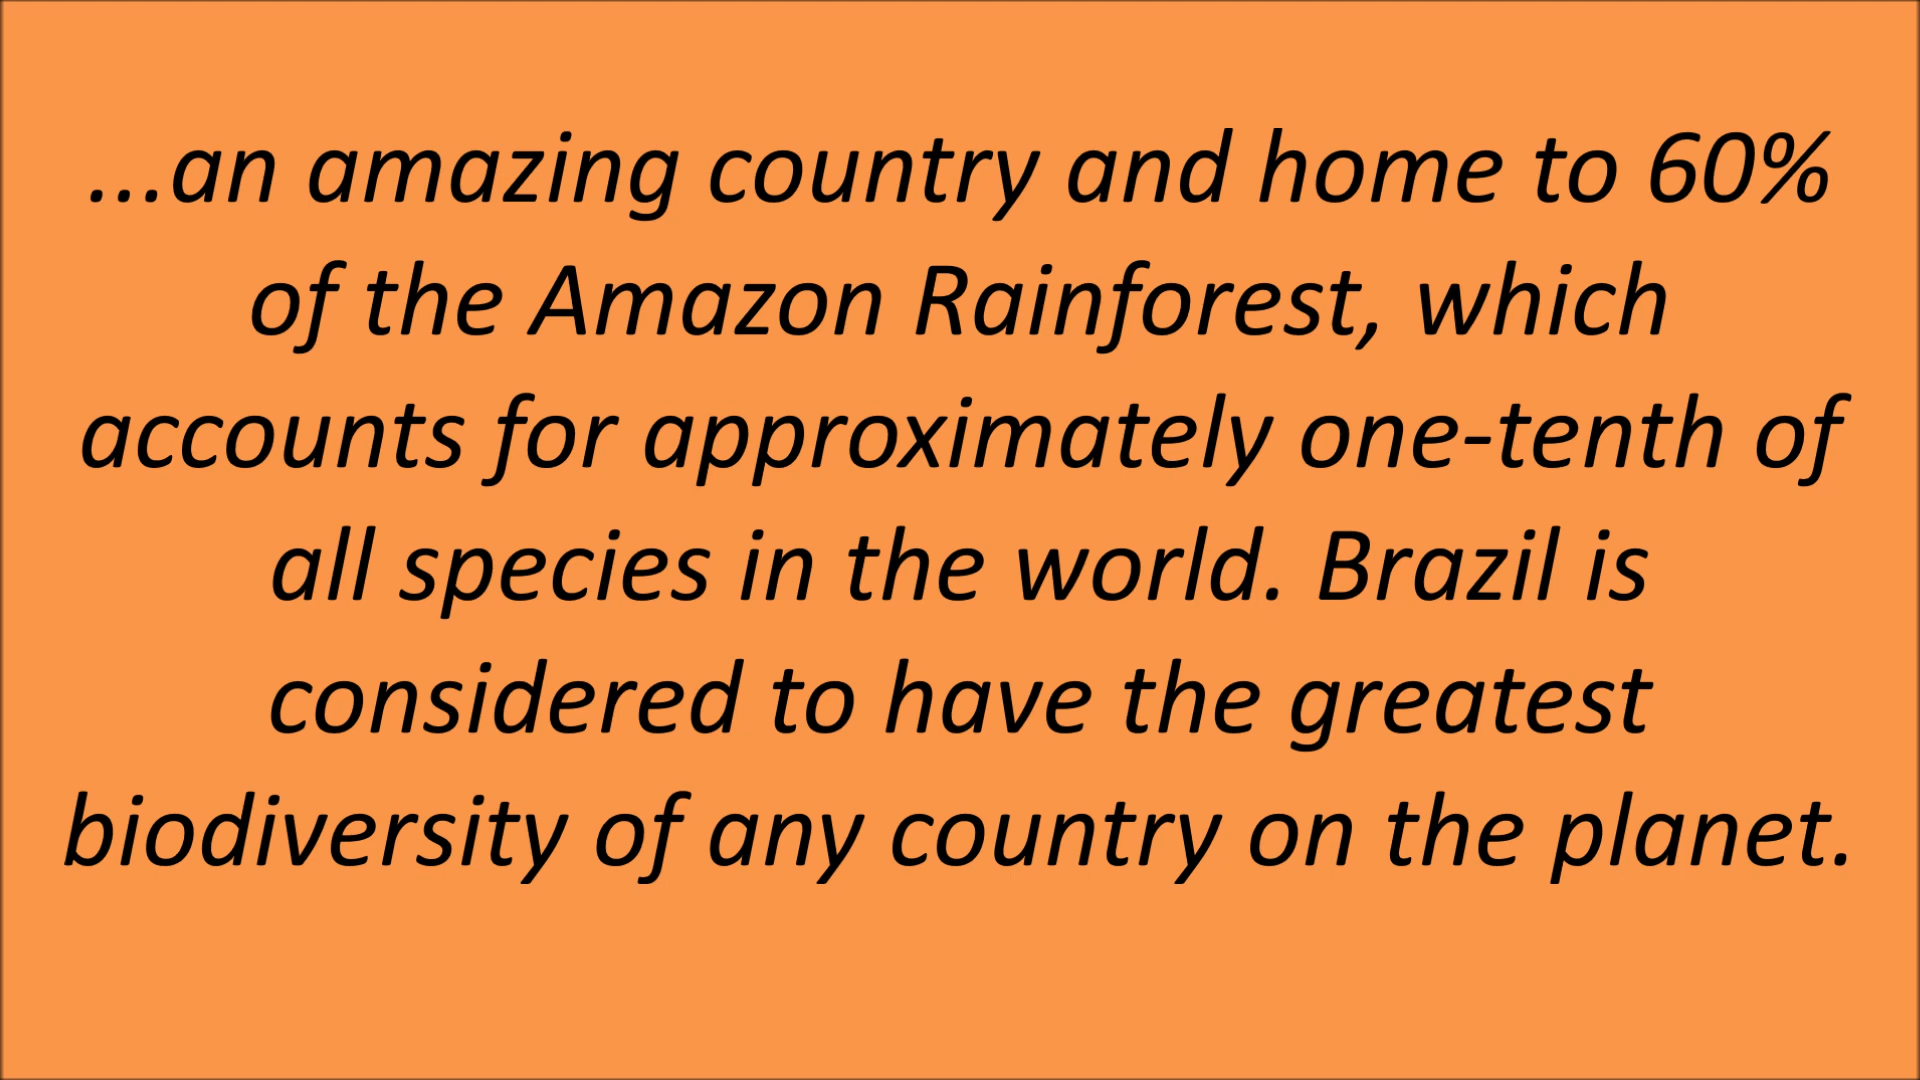 ...an amazing country and home to 60%
of the Amazon Rainforest, which
accounts for approximately one-tenth of
all species in the world. Brazil is
considered to have the greatest
biodiversity of any country on the planet.